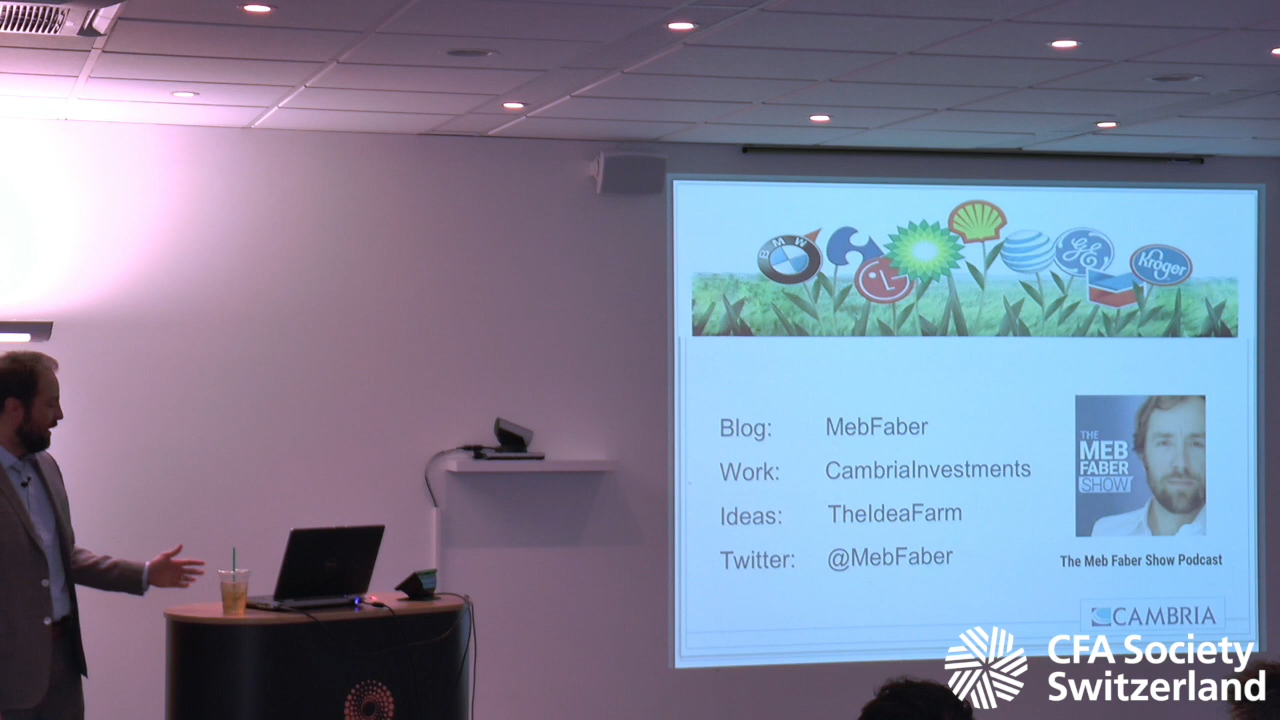 BMW
LG
GE
Kroger
Blog: MebFaber
Work: CambriaInvestments
Ideas: TheIdeaFarm
Twitter: @MebFaber
THE
MEB
FABER
SHOW
The Meb Faber Show Podcast
CAMBRIA
CFA Society
Switzerland